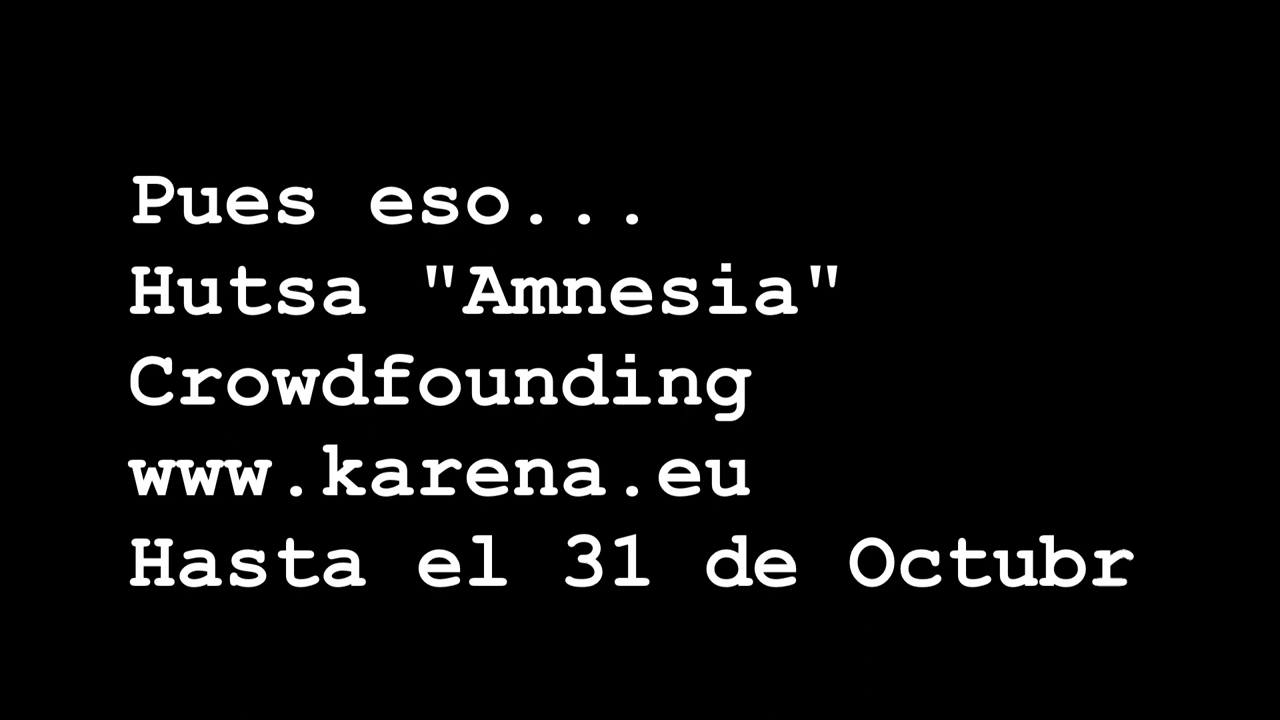 Pues eso...
Hutsa "Amnesia"
Crowdfounding
www.karena.eu
Hasta el 31 de Octubr